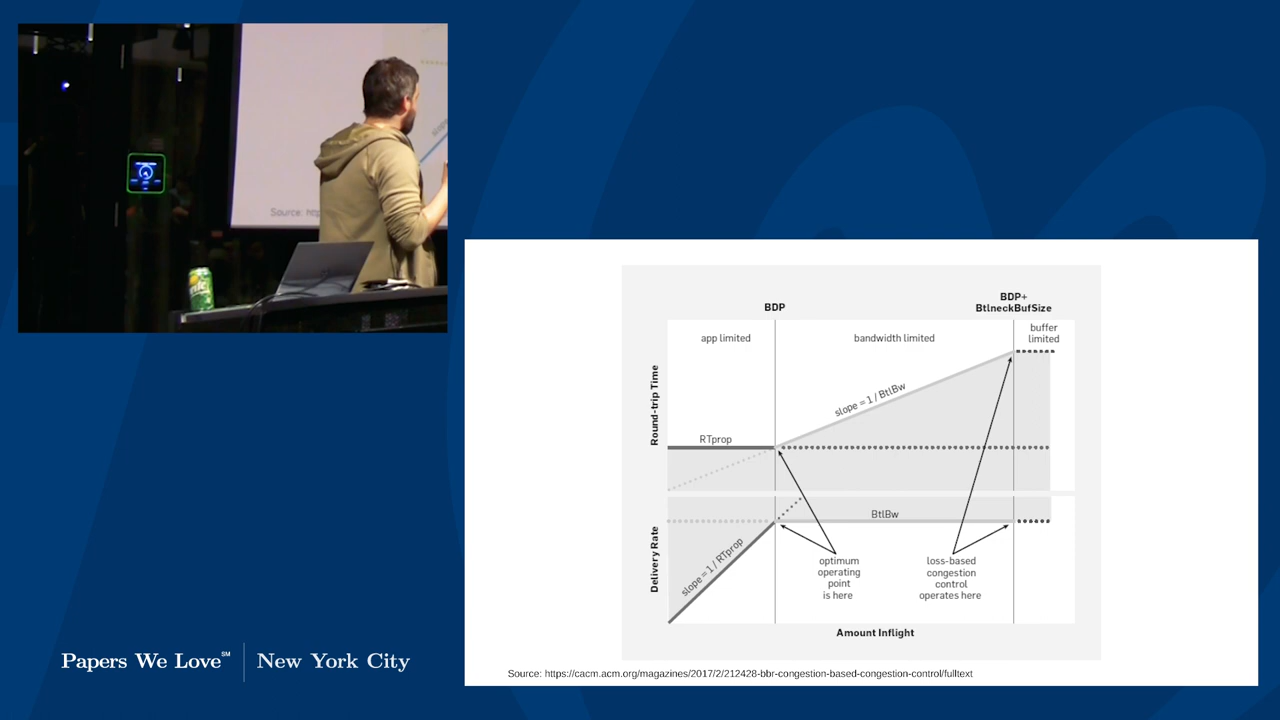 Source: http
BDP
BDP+
BtlneckBufSize
app limited
bandwidth limited
buffer
limited
Round-trip Time
slope = 1 / BtlBw
RTprop
Delivery Rate
slope = 1 / RTprop
BtlBw
optimum
operating
point
is here
loss-based
congestion
control
operates here
Amount Inflight
Source: https://cacm.acm.org/magazines/2017/2/212428-bbr-congestion-based-congestion-control/fulltext
Papers We Love℠ | New York City